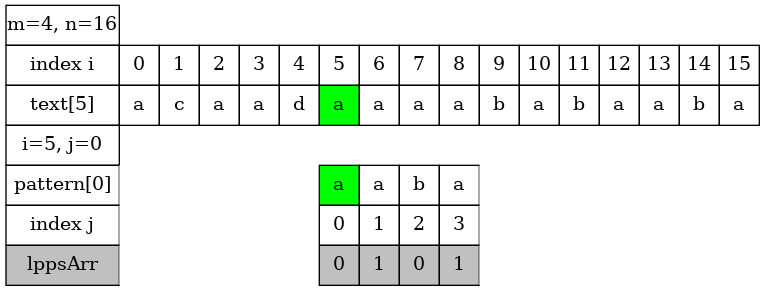 m=4, n=16
index i 0 1 2 3 4 5 6 7 8 9 10 11 12 13 14 15
text[5] a c a a d a a a a b a b a a b a
i=5, j=0
pattern[0] a a b a
index j 0 1 2 3
lppsArr 0 1 0 1